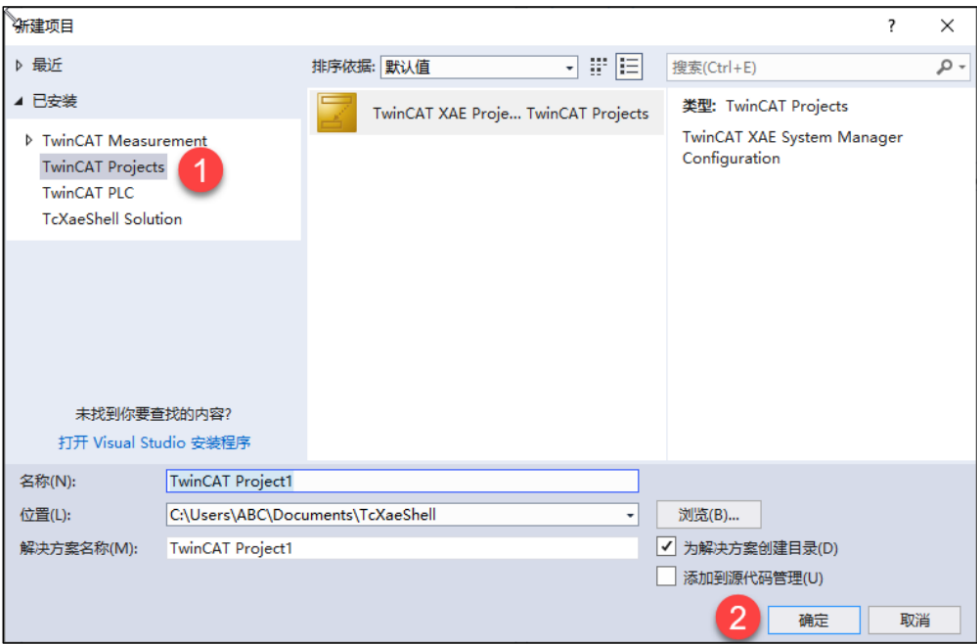 新建项目
?
最近
排序依据: 默认值
搜索(Ctrl+E)
已安装
TwinCAT Measurement
TwinCAT Projects
1
TwinCAT PLC
TcXaeShell Solution
TwinCAT XAE Proje... TwinCAT Projects
类型: TwinCAT Projects
TwinCAT XAE System Manager
Configuration
未找到你要查找的内容?
打开 Visual Studio 安装程序
名称(N): TwinCAT Project1
位置(L): C:\Users\ABC\Documents\TcXaeShell 浏览(B)...
解决方案名称(M): TwinCAT Project1
为解决方案创建目录(D)
添加到源代码管理(U)
2
确定 取消